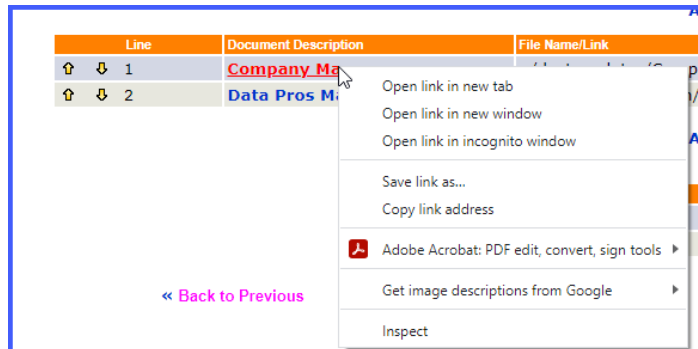 Line Document Description File Name/Link
1 Company Ma
2 Data Pros Ma
Open link in new tab
Open link in new window
Open link in incognito window
Save link as...
Copy link address
Adobe Acrobat: PDF edit, convert, sign tools
Get image descriptions from Google
Inspect
« Back to Previous